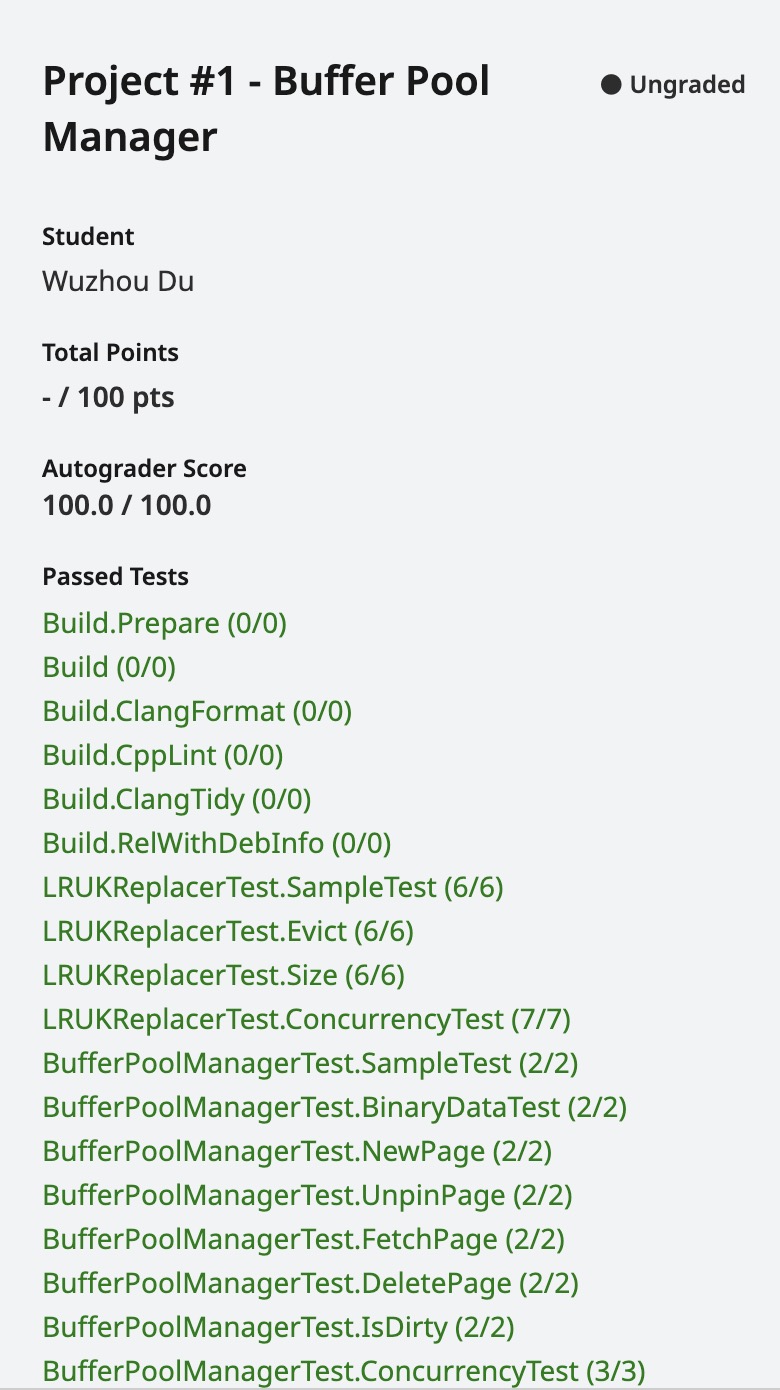 Project #1 - Buffer Pool
Manager
Ungraded
Student
Wuzhou Du
Total Points
- / 100 pts
Autograder Score
100.0 / 100.0
Passed Tests
Build.Prepare (0/0)
Build (0/0)
Build.ClangFormat (0/0)
Build.CppLint (0/0)
Build.ClangTidy (0/0)
Build.RelWithDebInfo (0/0)
LRUKReplacerTest.SampleTest (6/6)
LRUKReplacerTest.Evict (6/6)
LRUKReplacerTest.Size (6/6)
LRUKReplacerTest.ConcurrencyTest (7/7)
BufferPoolManagerTest.SampleTest (2/2)
BufferPoolManagerTest.BinaryDataTest (2/2)
BufferPoolManagerTest.NewPage (2/2)
BufferPoolManagerTest.UnpinPage (2/2)
BufferPoolManagerTest.FetchPage (2/2)
BufferPoolManagerTest.DeletePage (2/2)
BufferPoolManagerTest.IsDirty (2/2)
BufferPoolManagerTest.ConcurrencyTest (3/3)